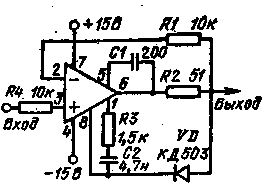 +15в
R1 10к
C1 200
7
2
5
6
R2 51
Выход
R4 10к
3
Вход
1
4
8
R3
1,5к
C2
4,7н
VD
КД503
-15в